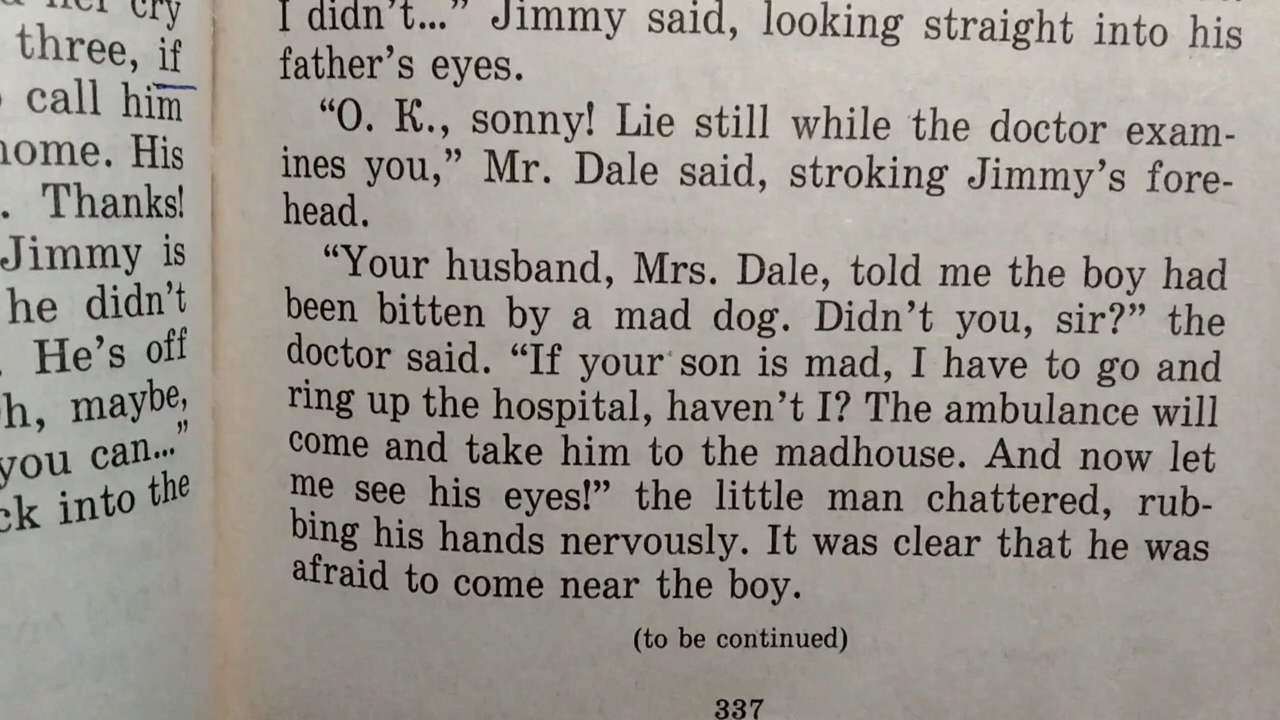 cry
three, if
call him
home. His
. Thanks!
Jimmy is
he didn't
. He's off
h, maybe,
you can..."
ck into the
I didn't..." Jimmy said, looking straight into his
father's eyes.
"O. K., sonny! Lie still while the doctor exam-
ines you," Mr. Dale said, stroking Jimmy's fore-
head.
"Your husband, Mrs. Dale, told me the boy had
been bitten by a mad dog. Didn't you, sir?" the
doctor said. "If your son is mad, I have to go and
ring up the hospital, haven't I? The ambulance will
come and take him to the madhouse. And now let
me see his eyes!" the little man chattered, rub-
bing his hands nervously. It was clear that he was
afraid to come near the boy.
(to be continued)
337